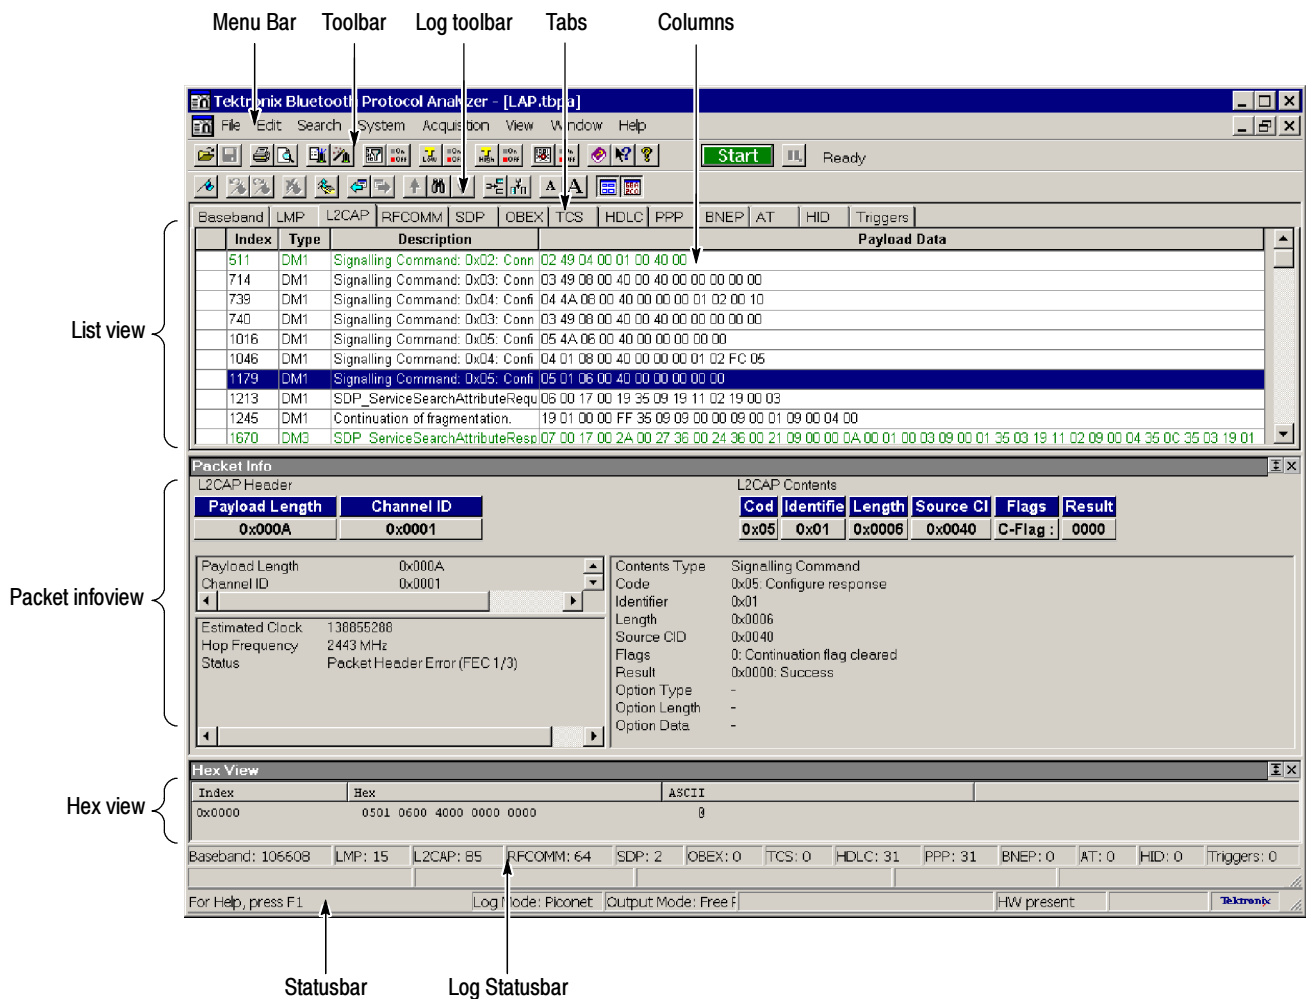 Menu Bar Toolbar Log toolbar Tabs Columns
Tektronix Bluetooth Protocol Analyzer - [LAP.tbpa]
File Edit Search System Acquisition View Window Help
Start Ready
A A
Baseband LMP L2CAP RFCOMM SDP OBEX TCS HDLC PPP BNEP AT HID Triggers
Index Type Description Payload Data
511 DM1 Signalling Command: 0x02: Conn 02 49 04 00 01 00 40 00
714 DM1 Signalling Command: 0x03: Conn 03 49 08 00 40 00 40 00 00 00 00 00
739 DM1 Signalling Command: 0x04: Confi 04 4A 08 00 40 00 00 00 01 02 00 10
740 DM1 Signalling Command: 0x03: Conn 03 49 08 00 40 00 40 00 00 00 00 00
1016 DM1 Signalling Command: 0x05: Confi 05 4A 06 00 40 00 00 00 00 00
1046 DM1 Signalling Command: 0x04: Confi 04 01 08 00 40 00 00 00 01 02 FC 05
1179 DM1 Signalling Command: 0x05: Confi 05 01 06 00 40 00 00 00 00 00
1213 DM1 SDP_ServiceSearchAttributeRequ 06 00 17 00 19 35 09 19 11 02 19 00 03
1245 DM1 Continuation of fragmentation. 19 01 00 00 FF 35 09 09 00 00 09 00 01 09 00 04 00
1670 DM3 SDP_ServiceSearchAttributeResp 07 00 17 00 2A 00 27 36 00 24 36 00 21 09 00 00 0A 00 01 00 03 09 00 01 35 03 19 11 02 09 00 04 35 0C 35 03 19 01
List view
Packet Info
L2CAP Header L2CAP Contents
Payload Length Channel ID Cod Identifie Length Source CI Flags Result
0x000A 0x0001 0x05 0x01 0x0006 0x0040 C-Flag : 0000
Payload Length 0x000A
Channel ID 0x0001
Estimated Clock 138855288
Hop Frequency 2443 MHz
Status Packet Header Error (FEC 1/3)
Contents Type Signalling Command
Code 0x05: Configure response
Identifier 0x01
Length 0x0006
Source CID 0x0040
Flags 0: Continuation flag cleared
Result 0x0000: Success
Option Type -
Option Length -
Option Data -
Packet infoview
Hex View
Index Hex ASCII
0x0000 0501 0600 4000 0000 0000 @
Hex view
Baseband: 106608 LMP: 15 L2CAP: 85 RFCOMM: 64 SDP: 2 OBEX: 0 TCS: 0 HDLC: 31 PPP: 31 BNEP: 0 AT: 0 HID: 0 Triggers: 0
For Help, press F1 Log Mode: Piconet Output Mode: Free HW present Tektronix
Statusbar Log Statusbar